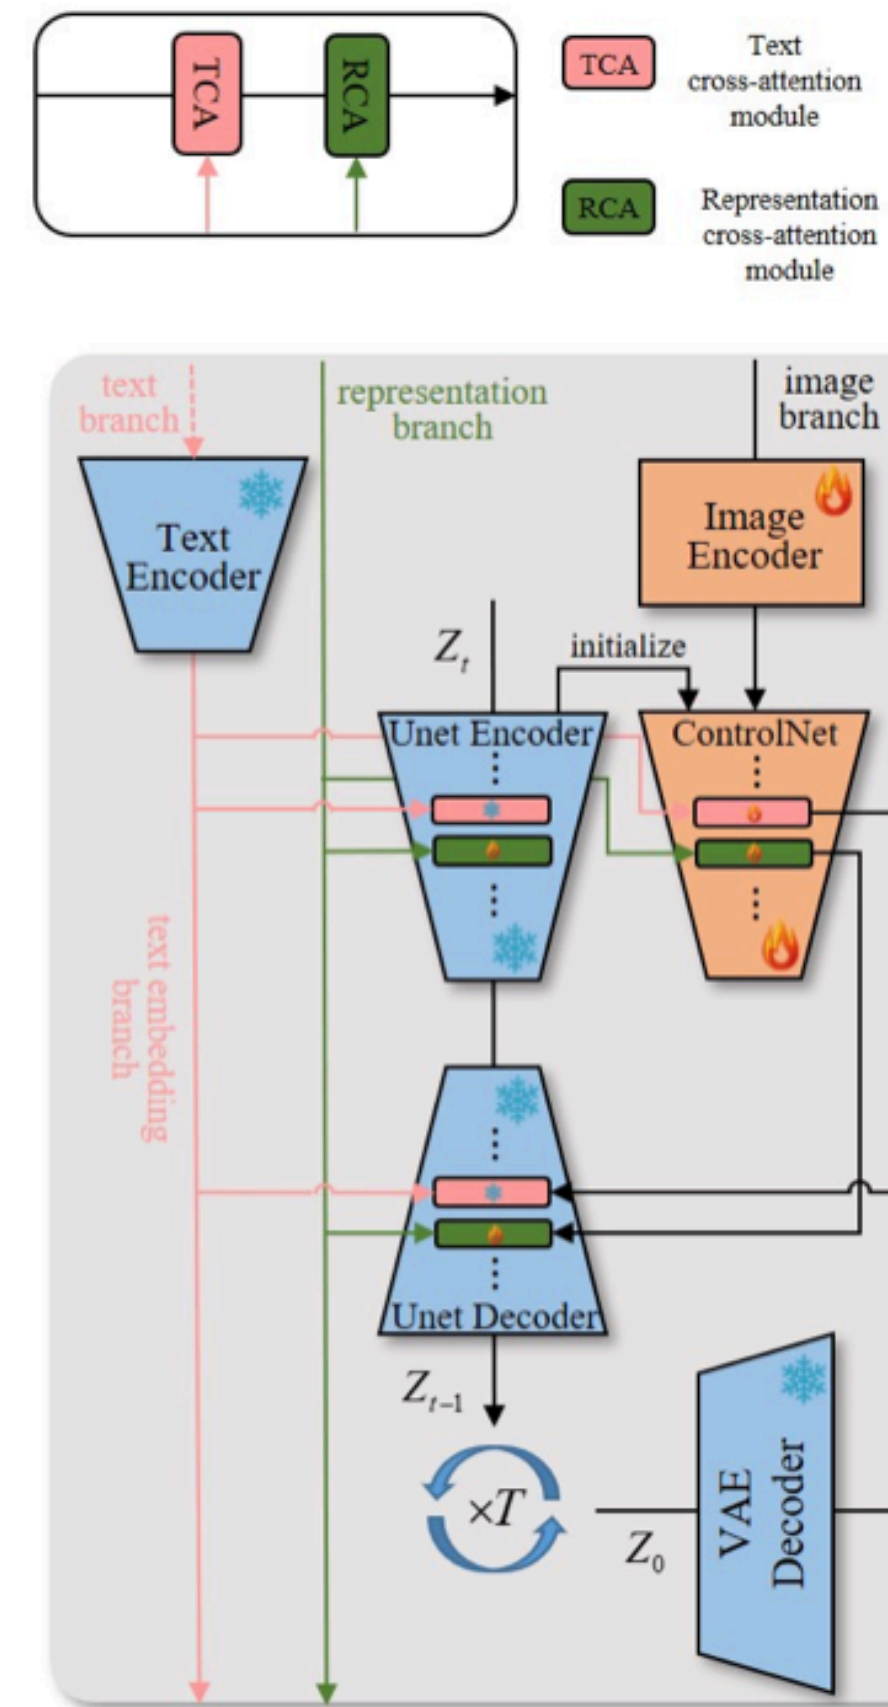 TCA
RCA
TCA
Text
cross-attention
module
RCA
Representation
cross-attention
module
text
branch
representation
branch
image
branch
Text
Encoder
Image
Encoder
Z_t
initialize
Unet Encoder
ControlNet
text embedding
branch
Unet Decoder
Z_{t-1}
×T
Z_0
VAE
Decoder